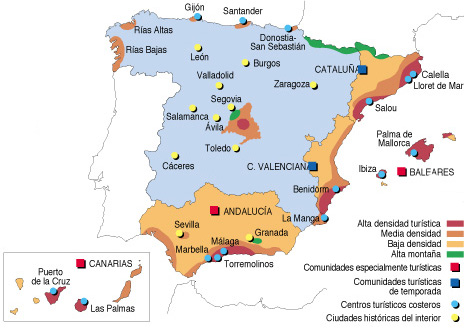 Gijón
Santander
Rías Altas
Rías Bajas
Donostia-
San Sebastián
León
Burgos
CATALUÑA
Valladolid
Zaragoza
Calella
Lloret de Mar
Segovia
Salou
Salamanca
Ávila
Toledo
Palma de
Mallorca
Cáceres
C. VALENCIANA
Ibiza
BALEARES
Benidorm
ANDALUCÍA
La Manga
Sevilla
Granada
Málaga
Marbella
Torremolinos
CANARIAS
Puerto
de la Cruz
Las Palmas
Alta densidad turística
Media densidad
Baja densidad
Alta montaña
Comunidades especialmente turísticas
Comunidades turísticas
de temporada
Centros turísticos costeros
Ciudades históricas del interior